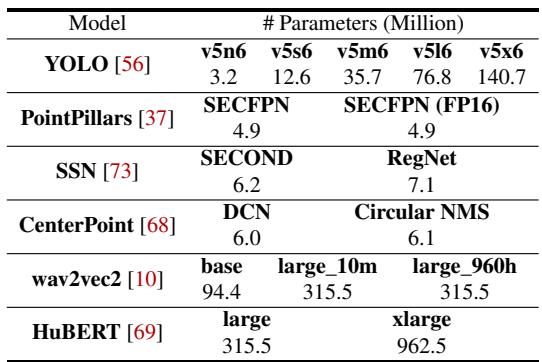 Model # Parameters (Million)
YOLO [56] v5n6 v5s6 v5m6 v5l6 v5x6
3.2 12.6 35.7 76.8 140.7
PointPillars [37] SECFPN SECFPN (FP16)
4.9 4.9
SSN [73] SECOND RegNet
6.2 7.1
CenterPoint [68] DCN Circular NMS
6.0 6.1
wav2vec2 [10] base large_10m large_960h
94.4 315.5 315.5
HuBERT [69] large xlarge
315.5 962.5